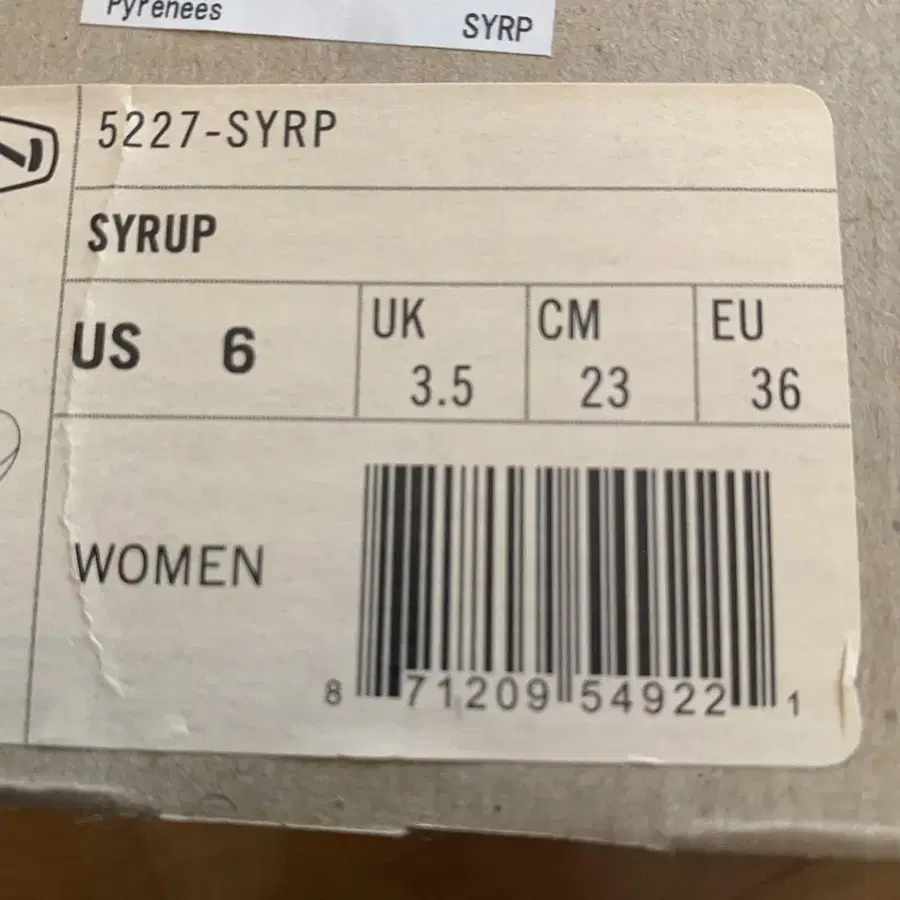 Pyrenees
SYRP
5227-SYRP
SYRUP
US 6
UK 3.5
CM 23
EU 36
WOMEN
8 71209 54922 1